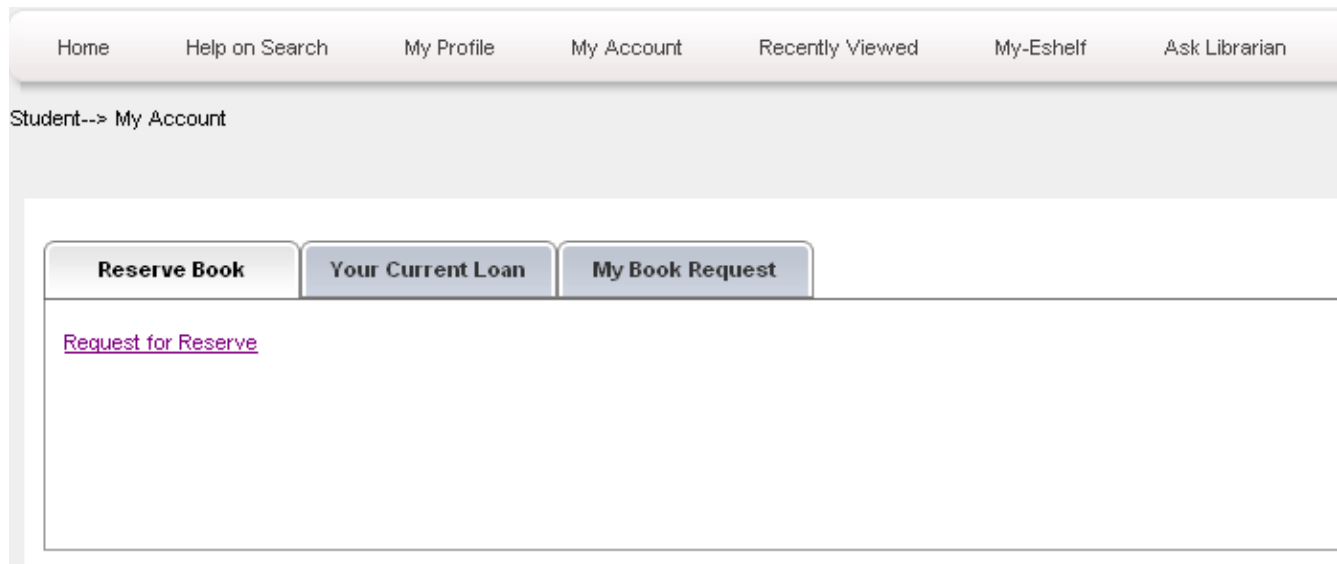 Home Help on Search My Profile My Account Recently Viewed My-Eshelf Ask Librarian
Student--> My Account
Reserve Book Your Current Loan My Book Request
Request for Reserve